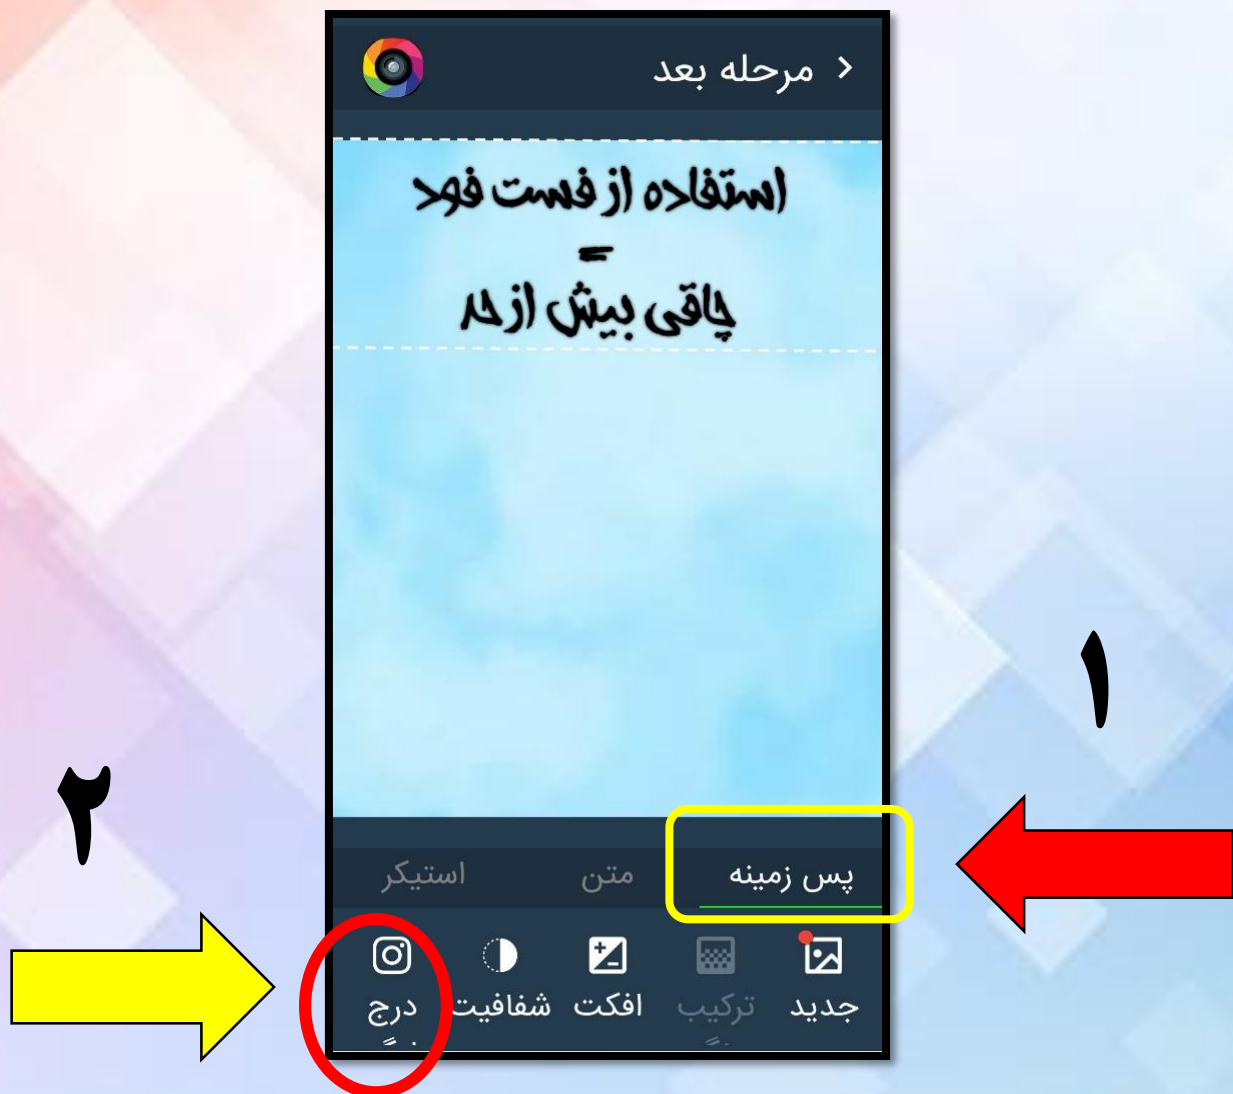 مرحله بعد
استفاده از فست فود
=
چاقی بیش از حد
۱
۲
پس زمینه
متن
استیکر
جدید
ترکیب
افکت
شفافیت
درج